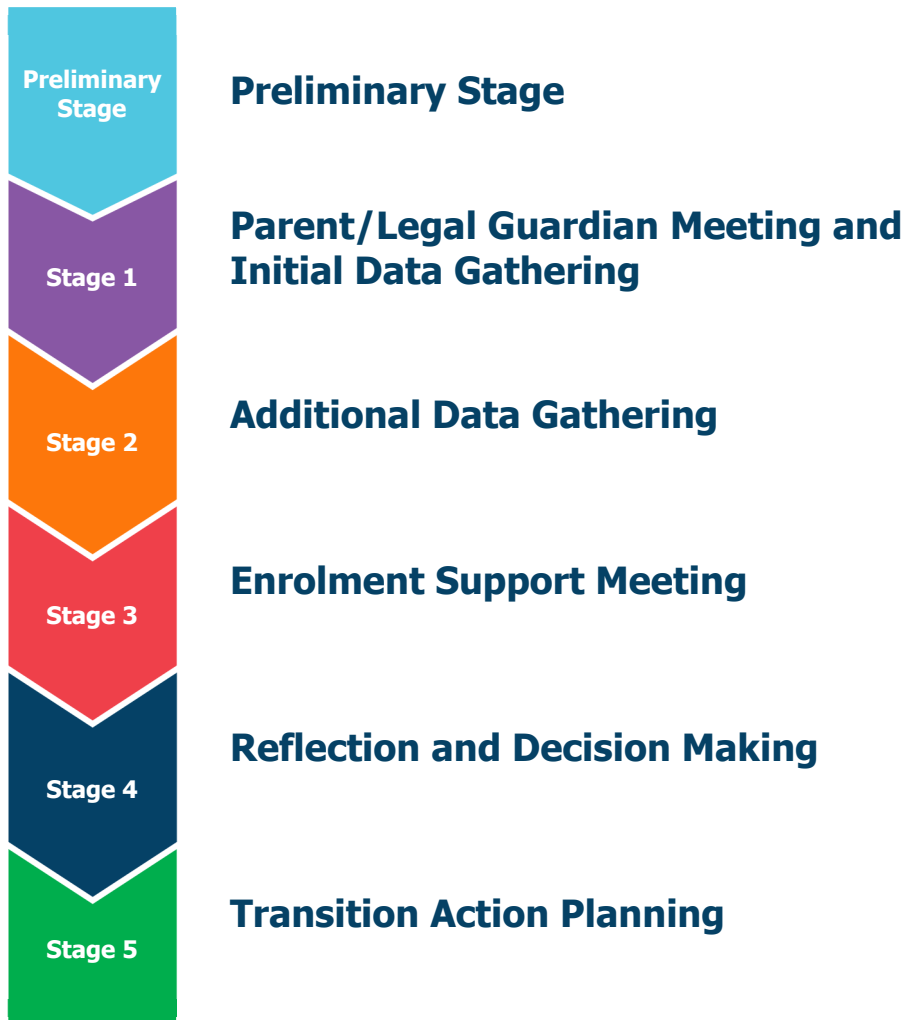 Preliminary
Stage
Preliminary Stage
Stage 1
Parent/Legal Guardian Meeting and
Initial Data Gathering
Stage 2
Additional Data Gathering
Stage 3
Enrolment Support Meeting
Stage 4
Reflection and Decision Making
Stage 5
Transition Action Planning